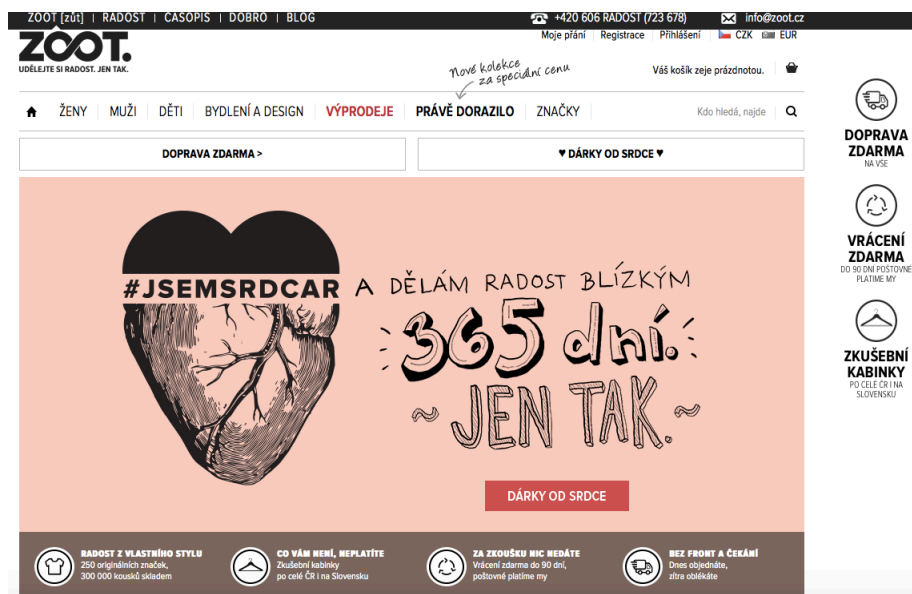 ZOOT [zůt] | RADOST | ČASOPIS | DOBRO | BLOG
+420 606 RADOST (723 678) info@zoot.cz
ZOOT.
UDĚLEJTE SI RADOST. JEN TAK.
Moje přání Registrace Přihlášení CZK EUR
Nové kolekce
za speciální cenu
Váš košík zeje prázdnotou.
ŽENY MUŽI DĚTI BYDLENÍ A DESIGN VÝPRODEJE PRÁVĚ DORAZILO ZNAČKY Kdo hledá, najde
DOPRAVA ZDARMA >
♥ DÁRKY OD SRDCE ♥
#JSEMSRDCAR A DĚLÁM RADOST BLÍZKÝM
365 dní.
~ JEN TAK. ~
DÁRKY OD SRDCE
DOPRAVA
ZDARMA
NA VŠE
VRÁCENÍ
ZDARMA
DO 90 DNÍ POŠTOVNÉ
PLATIME MY
ZKUŠEBNÍ
KABINKY
PO CELÉ ČR I NA
SLOVENSKU
RADOST Z VLASTNÍHO STYLU
250 originálních značek,
300 000 kousků skladem
CO VÁM NENÍ, NEPLATÍTE
Zkušební kabinky
po celé ČR i na Slovensku
ZA ZKOUŠKU NIC NEDÁTE
Vrácení zdarma do 90 dní,
poštovné platíme my
BEZ FRONT A ČEKÁNÍ
Dnes objednáte,
zítra oblékáte